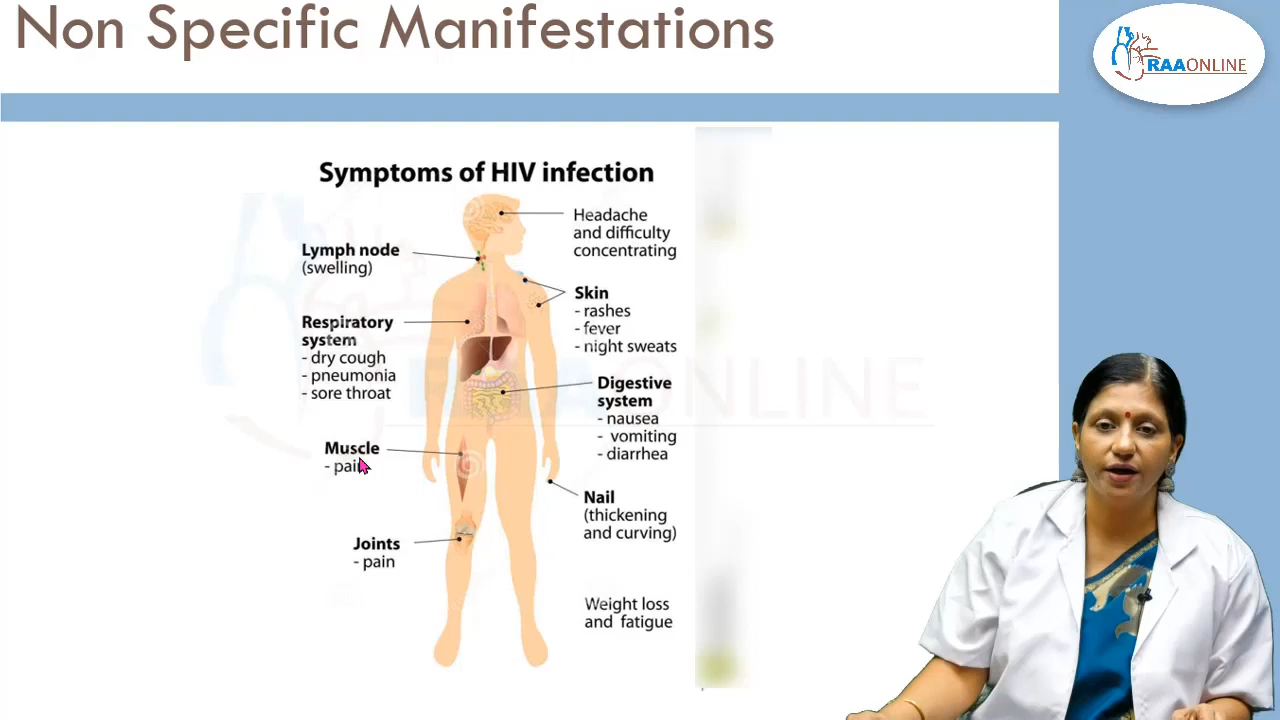 Non Specific Manifestations
RAAONLINE
Symptoms of HIV infection
Headache
and difficulty
concentrating
Lymph node
(swelling)
Skin
- rashes
- fever
- night sweats
Respiratory
system
- dry cough
- pneumonia
- sore throat
Digestive
system
- nausea
- vomiting
- diarrhea
Muscle
- pain
Nail
(thickening
and curving)
Joints
- pain
Weight loss
and fatigue
RAAONLINE